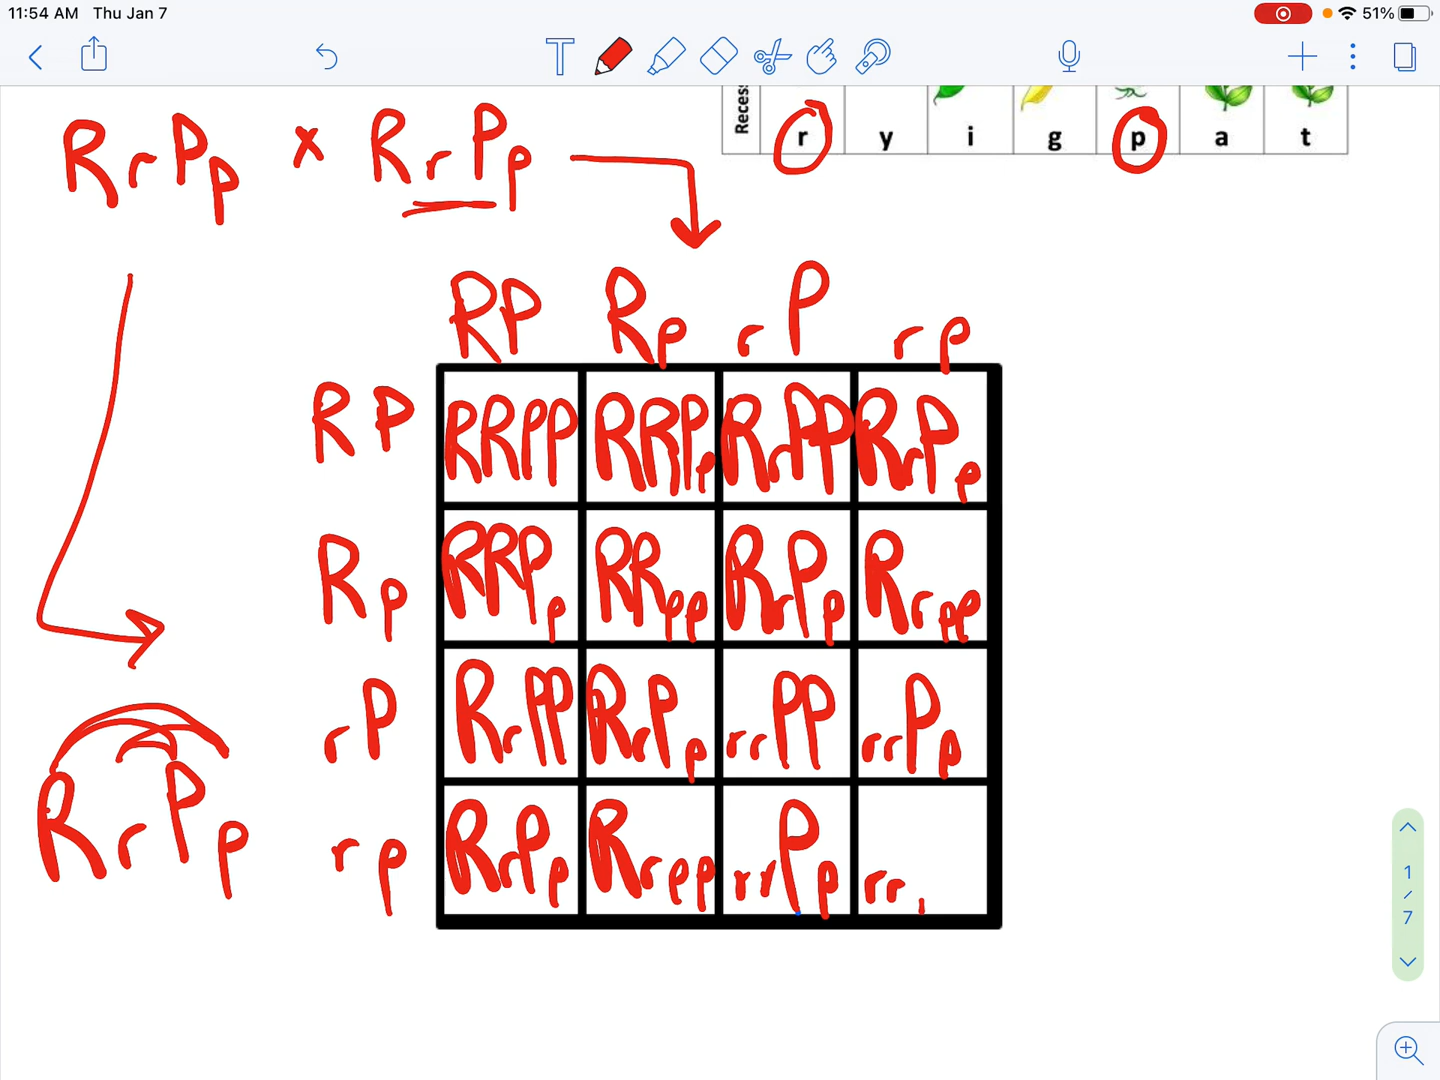 11:54 AM Thu Jan 7
51%
T
Recess
r y i g p a t
RrPp x RrPp
RP Rp rP rp
RP RRPP RRPp RrPP RrPp
Rp RRPp RRpp RrPp Rrpp
rP RrPP RrPp rrPP rrPp
rp RrPp Rrpp rrPp rr
RrPp
1
/
7